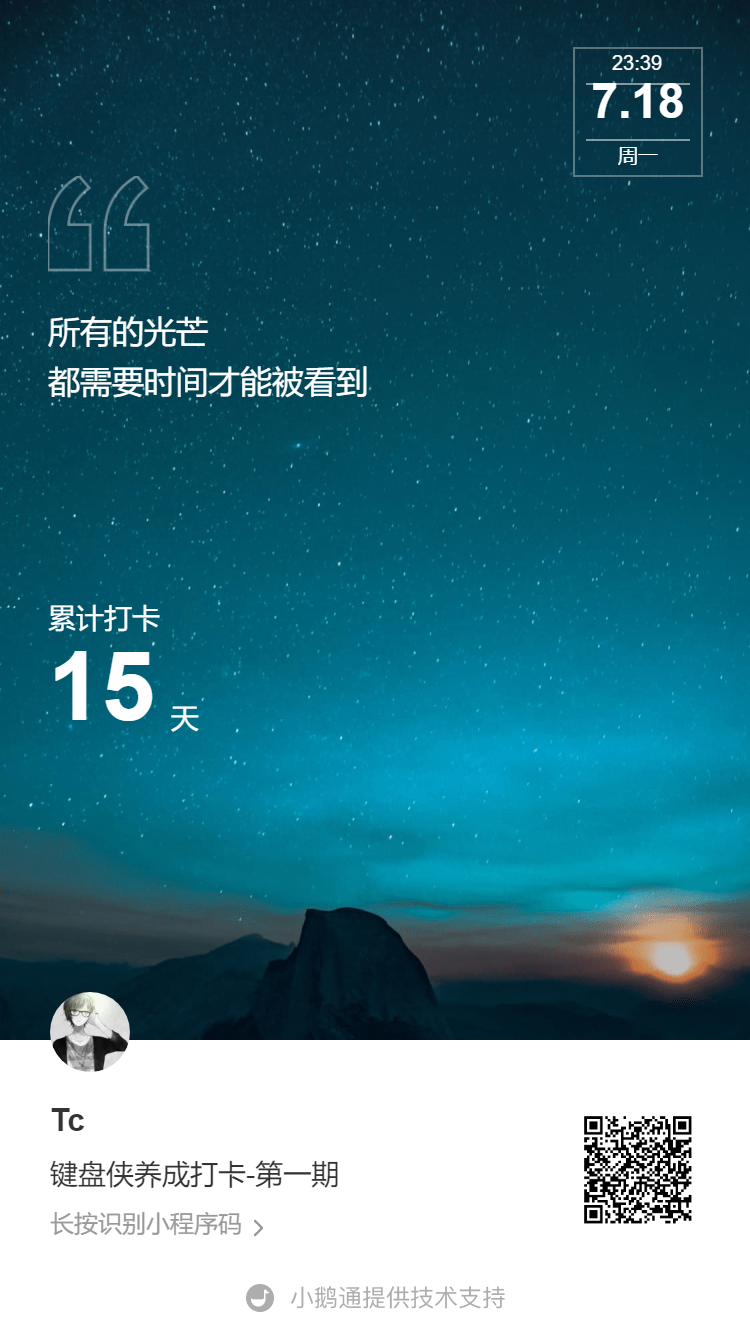 23:39
7.18
周一
所有的光芒
都需要时间才能被看到
累计打卡
15 天
Tc
键盘侠养成打卡-第一期
长按识别小程序码
小鹅通提供技术支持